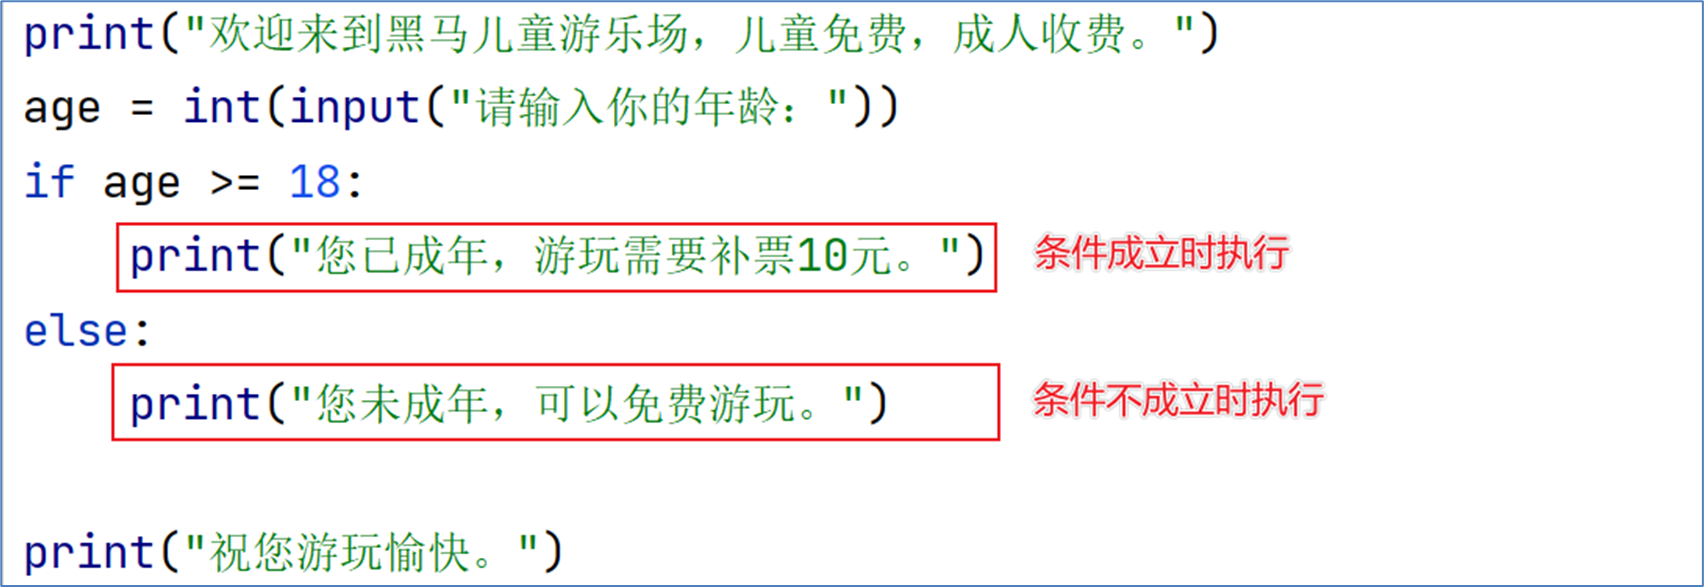 print("欢迎来到黑马儿童游乐场，儿童免费，成人收费。")
age = int(input("请输入你的年龄："))
if age >= 18:
    print("您已成年，游玩需要补票10元。") 条件成立时执行
else:
    print("您未成年，可以免费游玩。") 条件不成立时执行
print("祝您游玩愉快。")